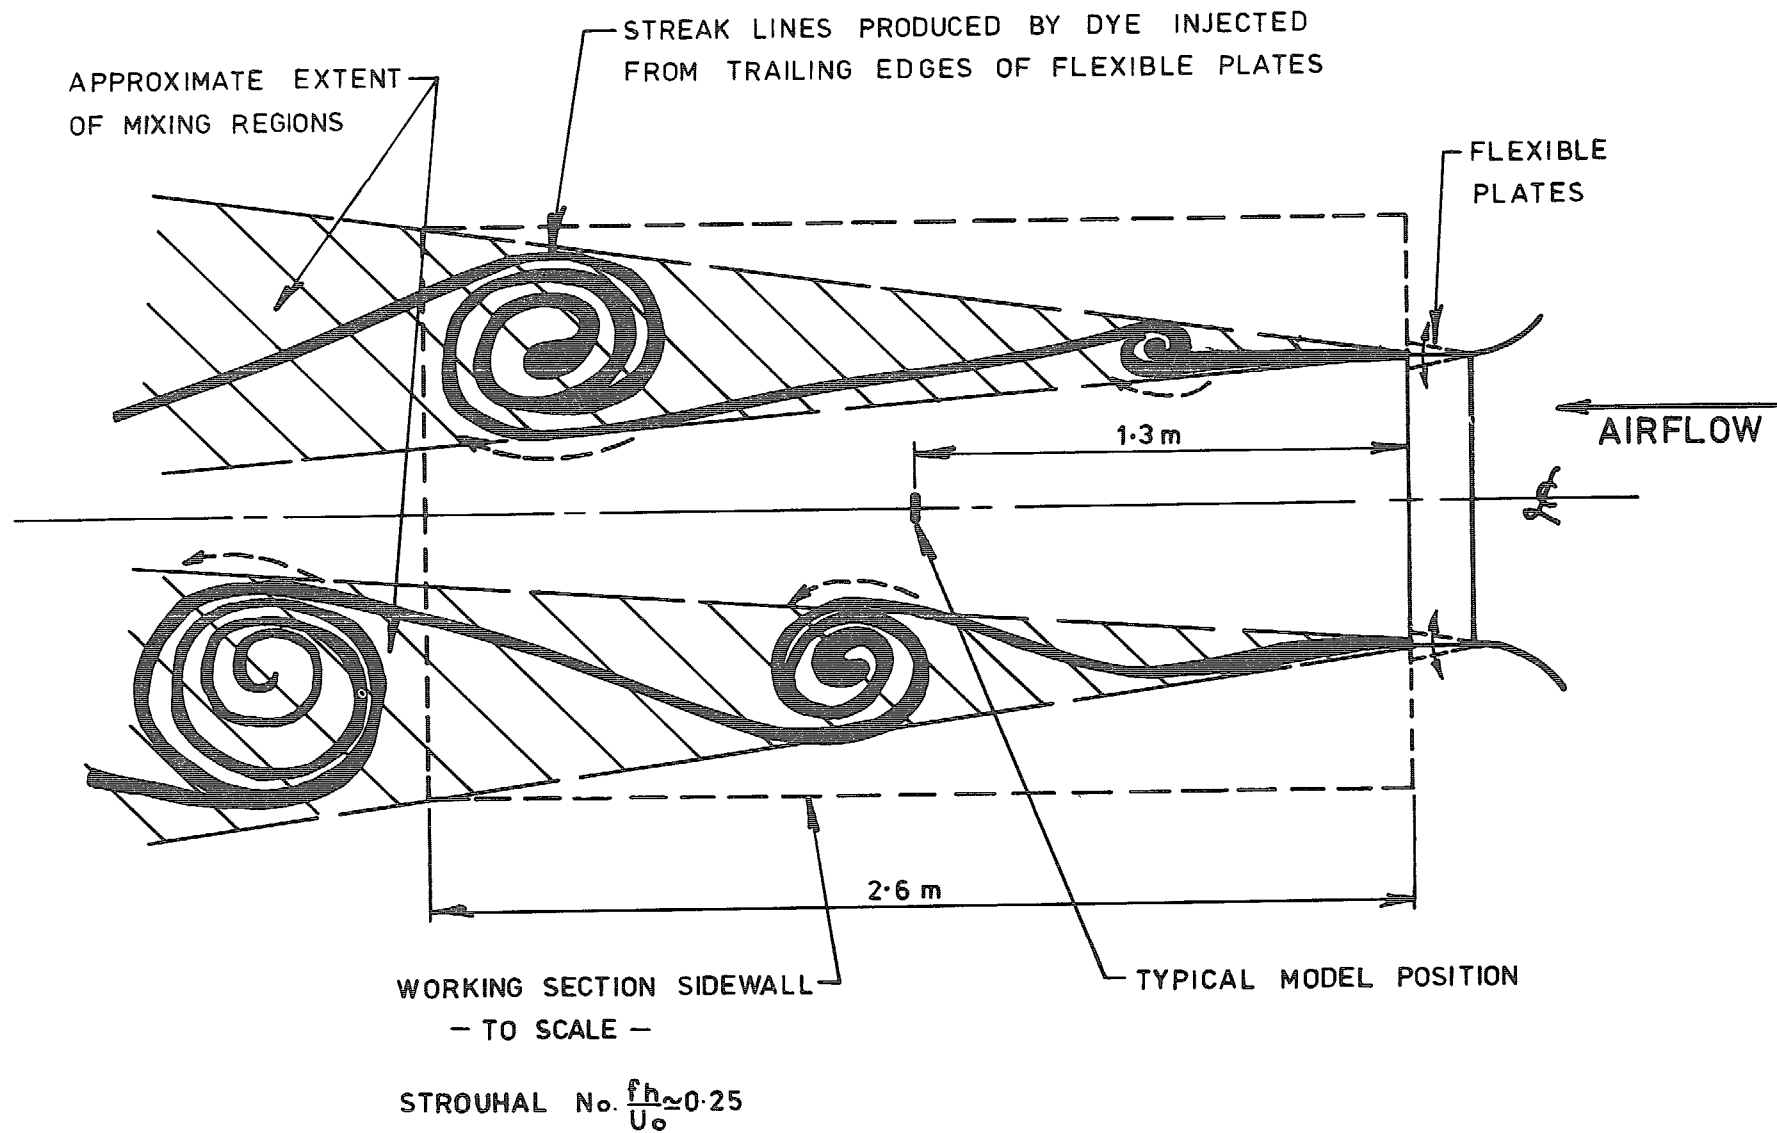 STREAK LINES PRODUCED BY DYE INJECTED
FROM TRAILING EDGES OF FLEXIBLE PLATES
APPROXIMATE EXTENT
OF MIXING REGIONS
FLEXIBLE
PLATES
AIRFLOW
1·3 m
℄
2·6 m
WORKING SECTION SIDEWALL
— TO SCALE —
TYPICAL MODEL POSITION
STROUHAL No. fh/U₀ ≃ 0·25